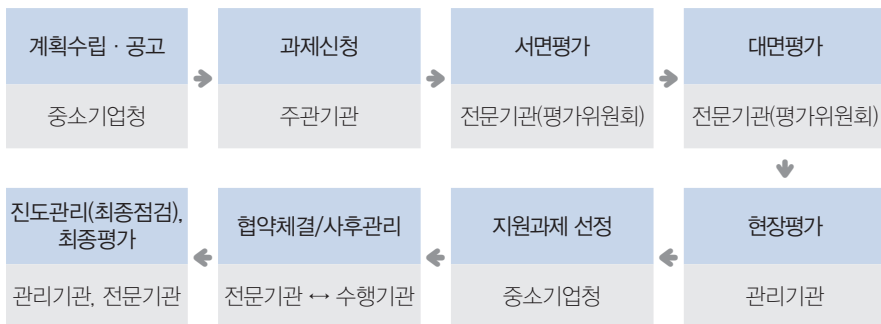 계획수립 · 공고
중소기업청
과제신청
주관기관
서면평가
전문기관(평가위원회)
대면평가
전문기관(평가위원회)
현장평가
관리기관
지원과제 선정
중소기업청
협약체결/사후관리
전문기관 ↔ 수행기관
진도관리(최종점검),
최종평가
관리기관, 전문기관